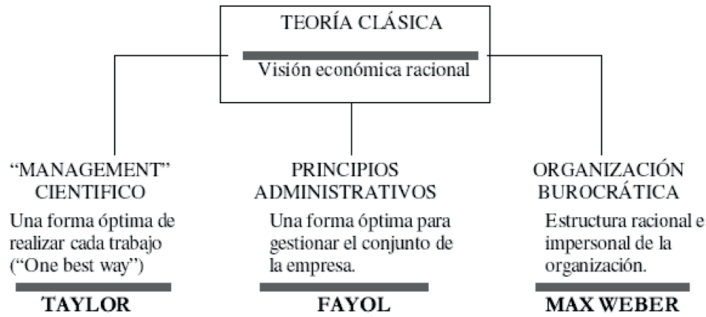 TEORÍA CLÁSICA
Visión económica racional
“MANAGEMENT”
CIENTIFICO
Una forma óptima de
realizar cada trabajo
(“One best way”)
TAYLOR
PRINCIPIOS
ADMINISTRATIVOS
Una forma óptima para
gestionar el conjunto de
la empresa.
FAYOL
ORGANIZACIÓN
BUROCRÁTICA
Estructura racional e
impersonal de la
organización.
MAX WEBER